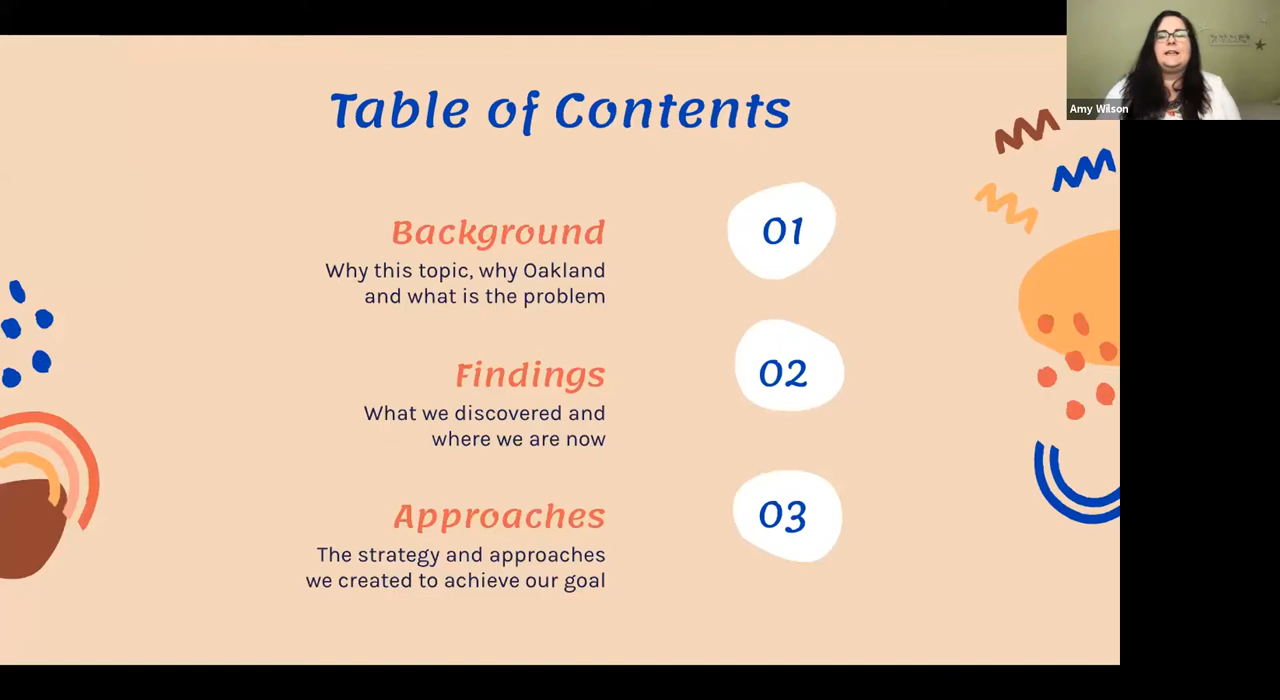 Table of Contents
Background
01
Why this topic, why Oakland
and what is the problem
Findings
02
What we discovered and
where we are now
Approaches
03
The strategy and approaches
we created to achieve our goal
Amy Wilson